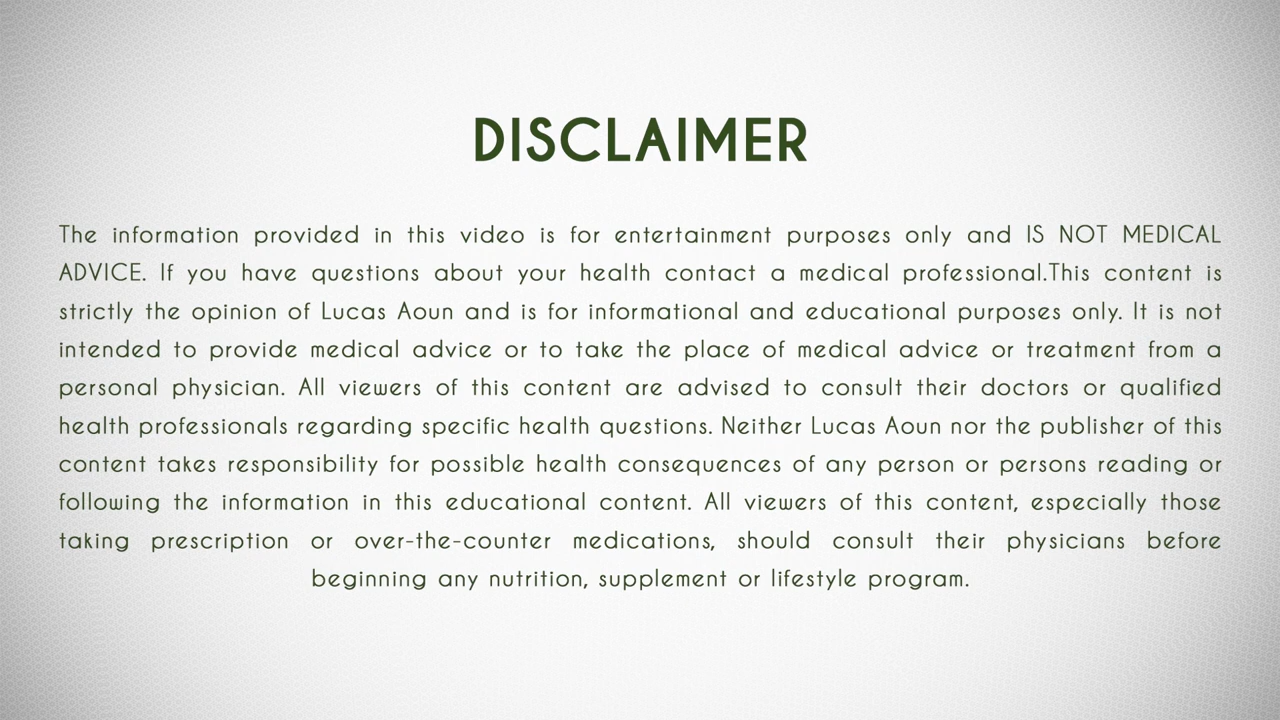 DISCLAIMER
The information provided in this video is for entertainment purposes only and IS NOT MEDICAL
ADVICE. If you have questions about your health contact a medical professional.This content is
strictly the opinion of Lucas Aoun and is for informational and educational purposes only. It is not
intended to provide medical advice or to take the place of medical advice or treatment from a
personal physician. All viewers of this content are advised to consult their doctors or qualified
health professionals regarding specific health questions. Neither Lucas Aoun nor the publisher of this
content takes responsibility for possible health consequences of any person or persons reading or
following the information in this educational content. All viewers of this content, especially those
taking prescription or over-the-counter medications, should consult their physicians before
beginning any nutrition, supplement or lifestyle program.